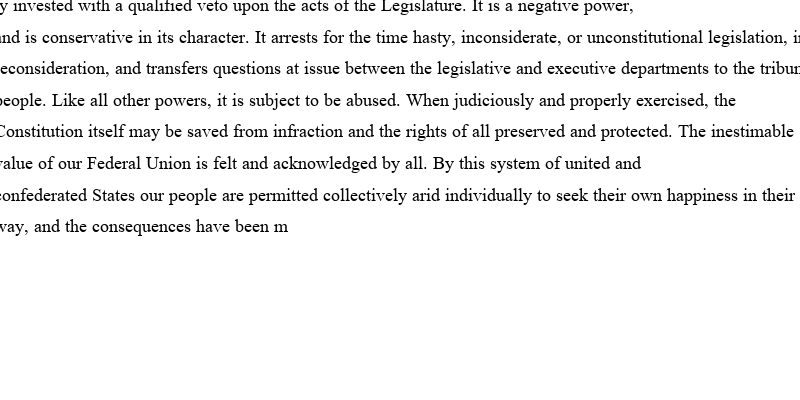 y invested with a qualified veto upon the acts of the Legislature. It is a negative power,
nd is conservative in its character. It arrests for the time hasty, inconsiderate, or unconstitutional legislation, i
econsideration, and transfers questions at issue between the legislative and executive departments to the tribu
people. Like all other powers, it is subject to be abused. When judiciously and properly exercised, the
Constitution itself may be saved from infraction and the rights of all preserved and protected. The inestimable
value of our Federal Union is felt and acknowledged by all. By this system of united and
confederated States our people are permitted collectively arid individually to seek their own happiness in their
way, and the consequences have been m